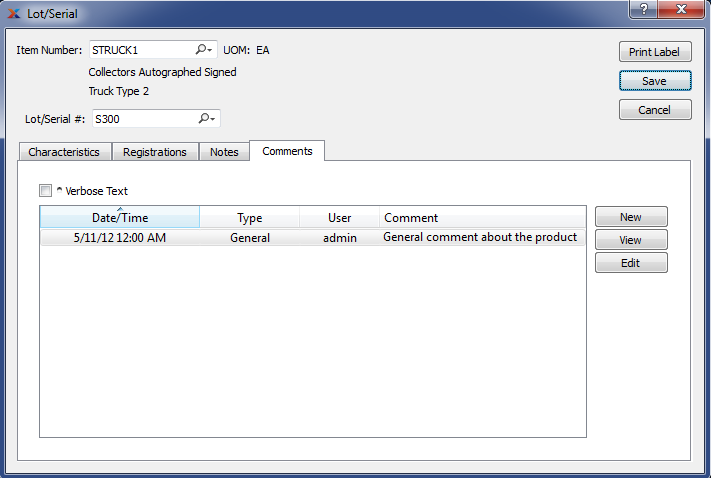 Lot/Serial
Item Number: STRUCK1 UOM: EA
Print Label
Collectors Autographed Signed
Save
Truck Type 2
Cancel
Lot/Serial #: S300
Characteristics Registrations Notes Comments
^ Verbose Text
Date/Time Type User Comment
5/11/12 12:00 AM General admin General comment about the product
New
View
Edit